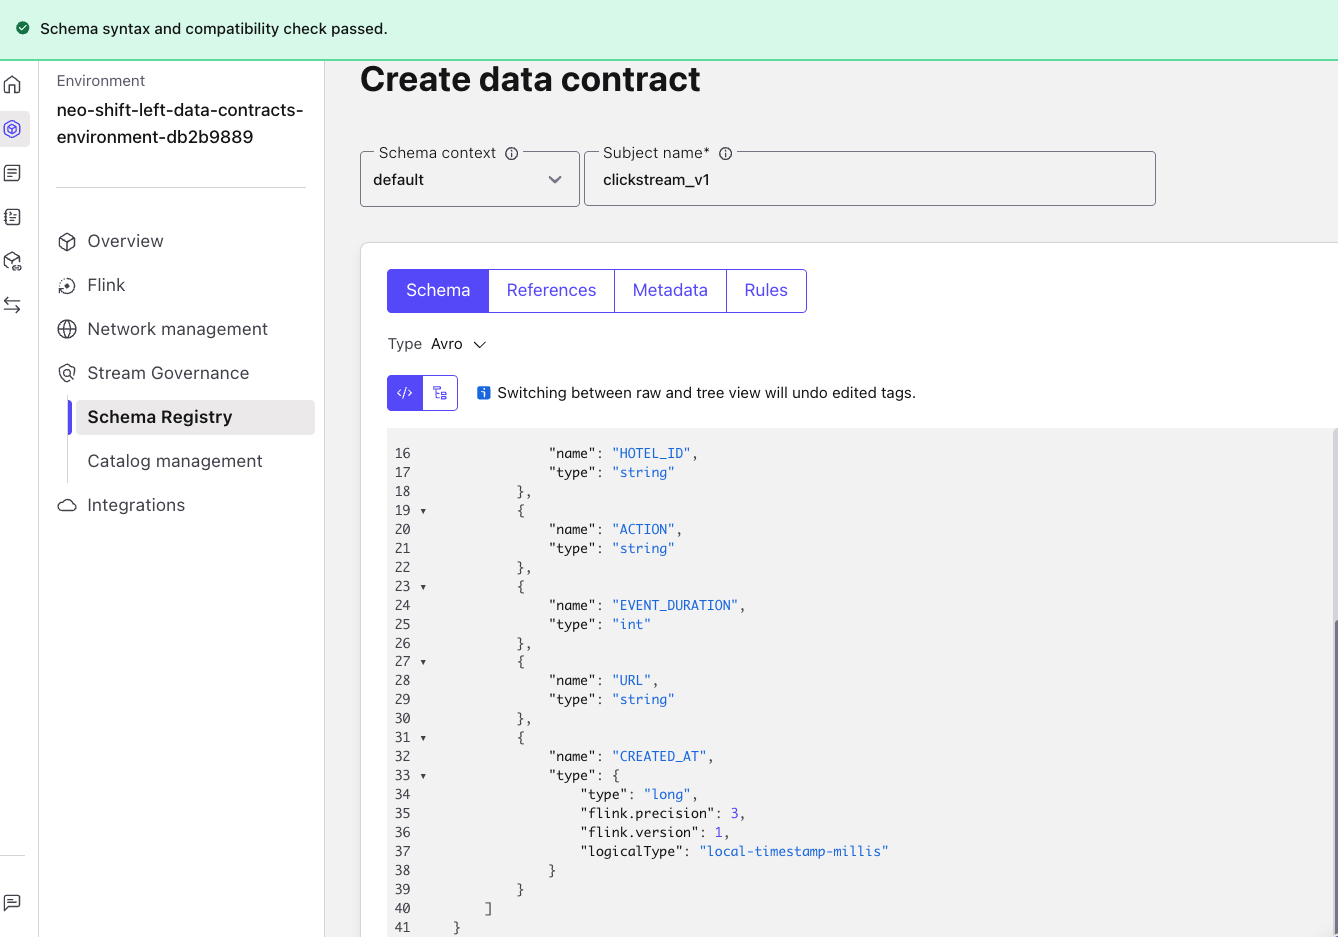 Schema syntax and compatibility check passed.
Environment
neo-shift-left-data-contracts-
environment-db2b9889
Overview
Flink
Network management
Stream Governance
Schema Registry
Catalog management
Integrations
Create data contract
Schema context
default
Subject name*
clickstream_v1
Schema References Metadata Rules
Type Avro
</> Switching between raw and tree view will undo edited tags.
16 "name": "HOTEL_ID",
17 "type": "string"
18 },
19 {
20 "name": "ACTION",
21 "type": "string"
22 },
23 {
24 "name": "EVENT_DURATION",
25 "type": "int"
26 },
27 {
28 "name": "URL",
29 "type": "string"
30 },
31 {
32 "name": "CREATED_AT",
33 "type": {
34 "type": "long",
35 "flink.precision": 3,
36 "flink.version": 1,
37 "logicalType": "local-timestamp-millis"
38 }
39 }
40 ]
41 }